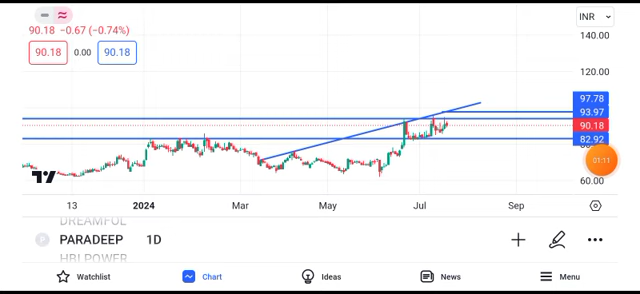 INR
90.18 −0.67 (−0.74%)
140.00
90.18 0.00 90.18
120.00
97.78
93.97
90.18
82.92
01:11
60.00
13 2024 Mar May Jul Sep
DREAMFUL
PARADEEP 1D
HBLPOWER
Watchlist Chart Ideas News Menu